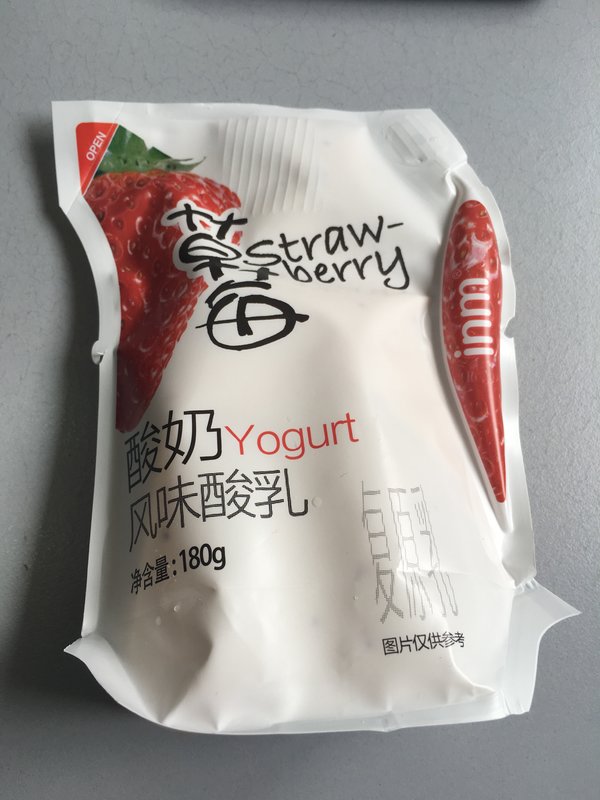 OPEN
草莓
straw-
berry
inm
酸奶Yogurt
风味酸乳
净含量:180g
复原乳
图片仅供参考